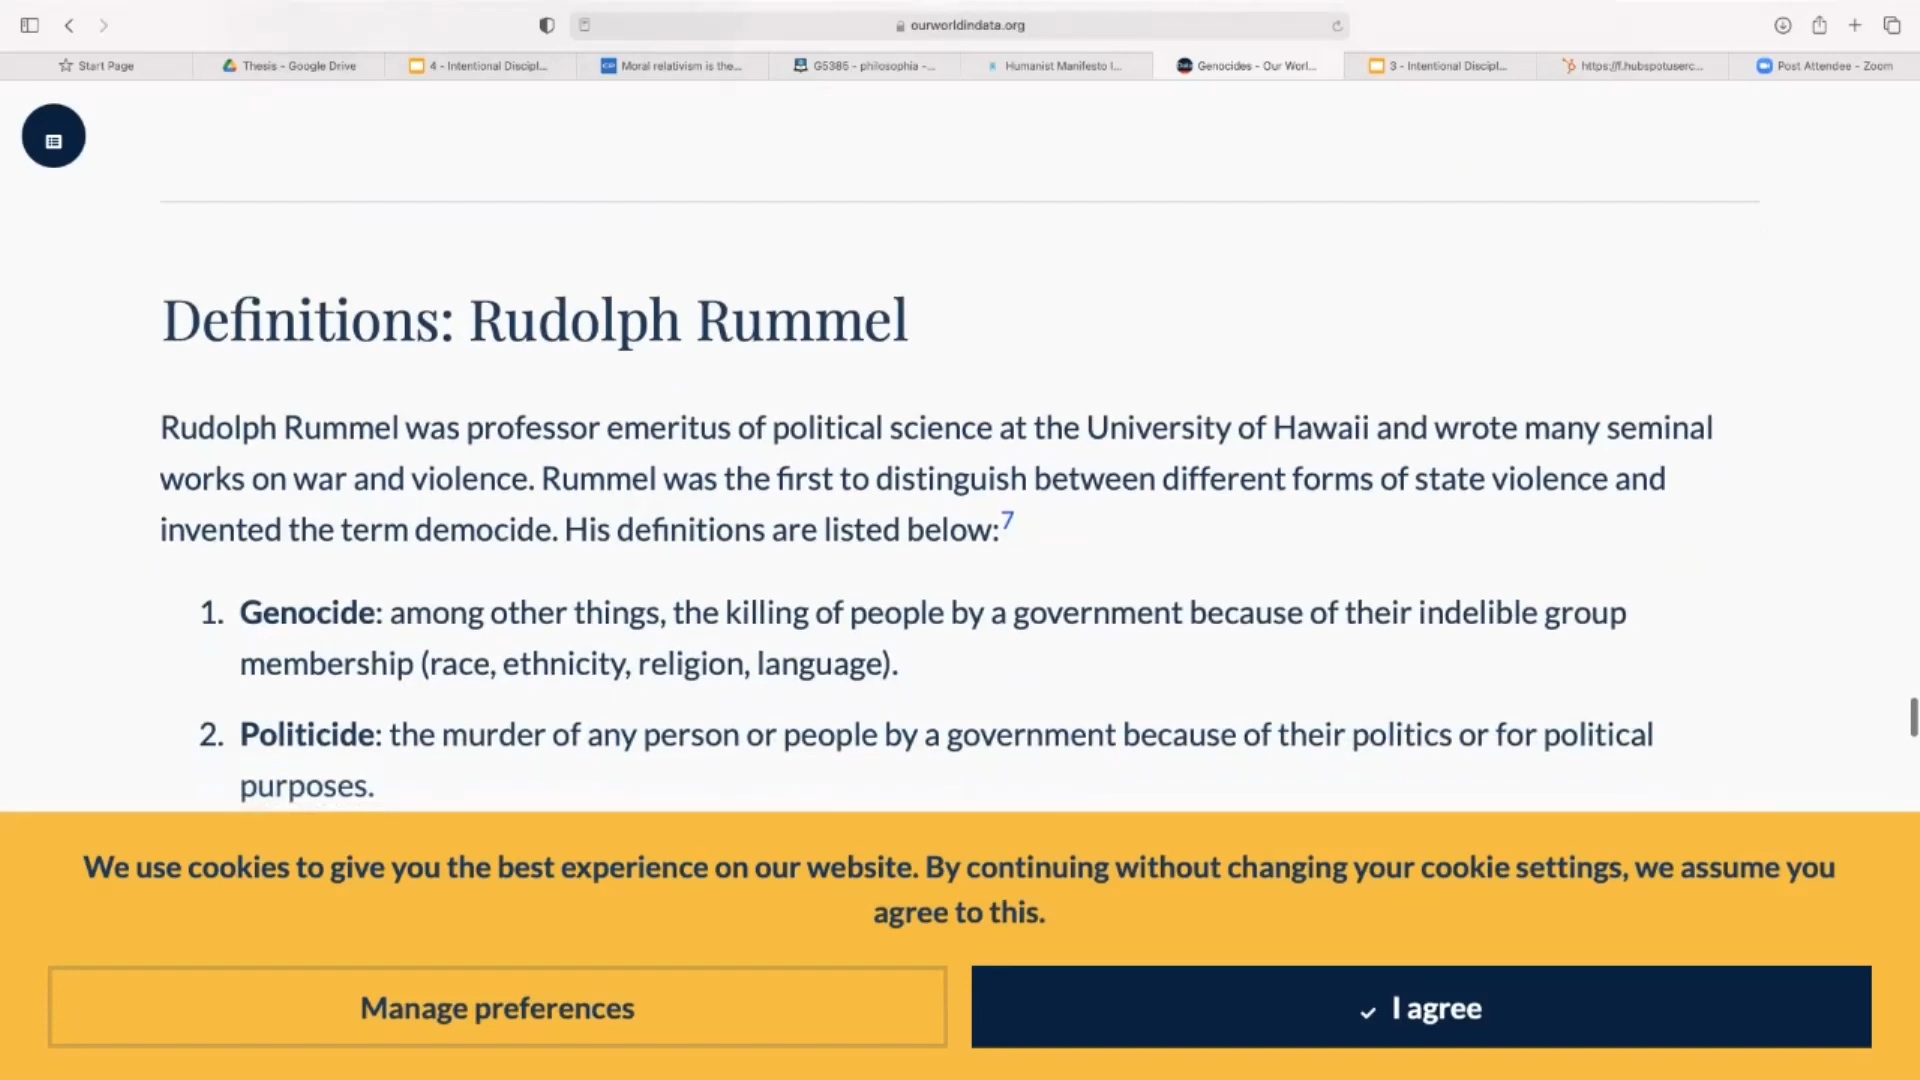 ourworldindata.org
Start Page
Thesis - Google Drive
4 - Intentional Discipl...
Moral relativism is the...
G5385 - philosophia -...
Humanist Manifesto I...
Genocides - Our Worl...
3 - Intentional Discipl...
https://f.hubspotuserc...
Post Attendee - Zoom
Definitions: Rudolph Rummel
Rudolph Rummel was professor emeritus of political science at the University of Hawaii and wrote many seminal
works on war and violence. Rummel was the first to distinguish between different forms of state violence and
invented the term democide. His definitions are listed below:7
1. Genocide: among other things, the killing of people by a government because of their indelible group
membership (race, ethnicity, religion, language).
2. Politicide: the murder of any person or people by a government because of their politics or for political
purposes.
We use cookies to give you the best experience on our website. By continuing without changing your cookie settings, we assume you
agree to this.
Manage preferences
I agree